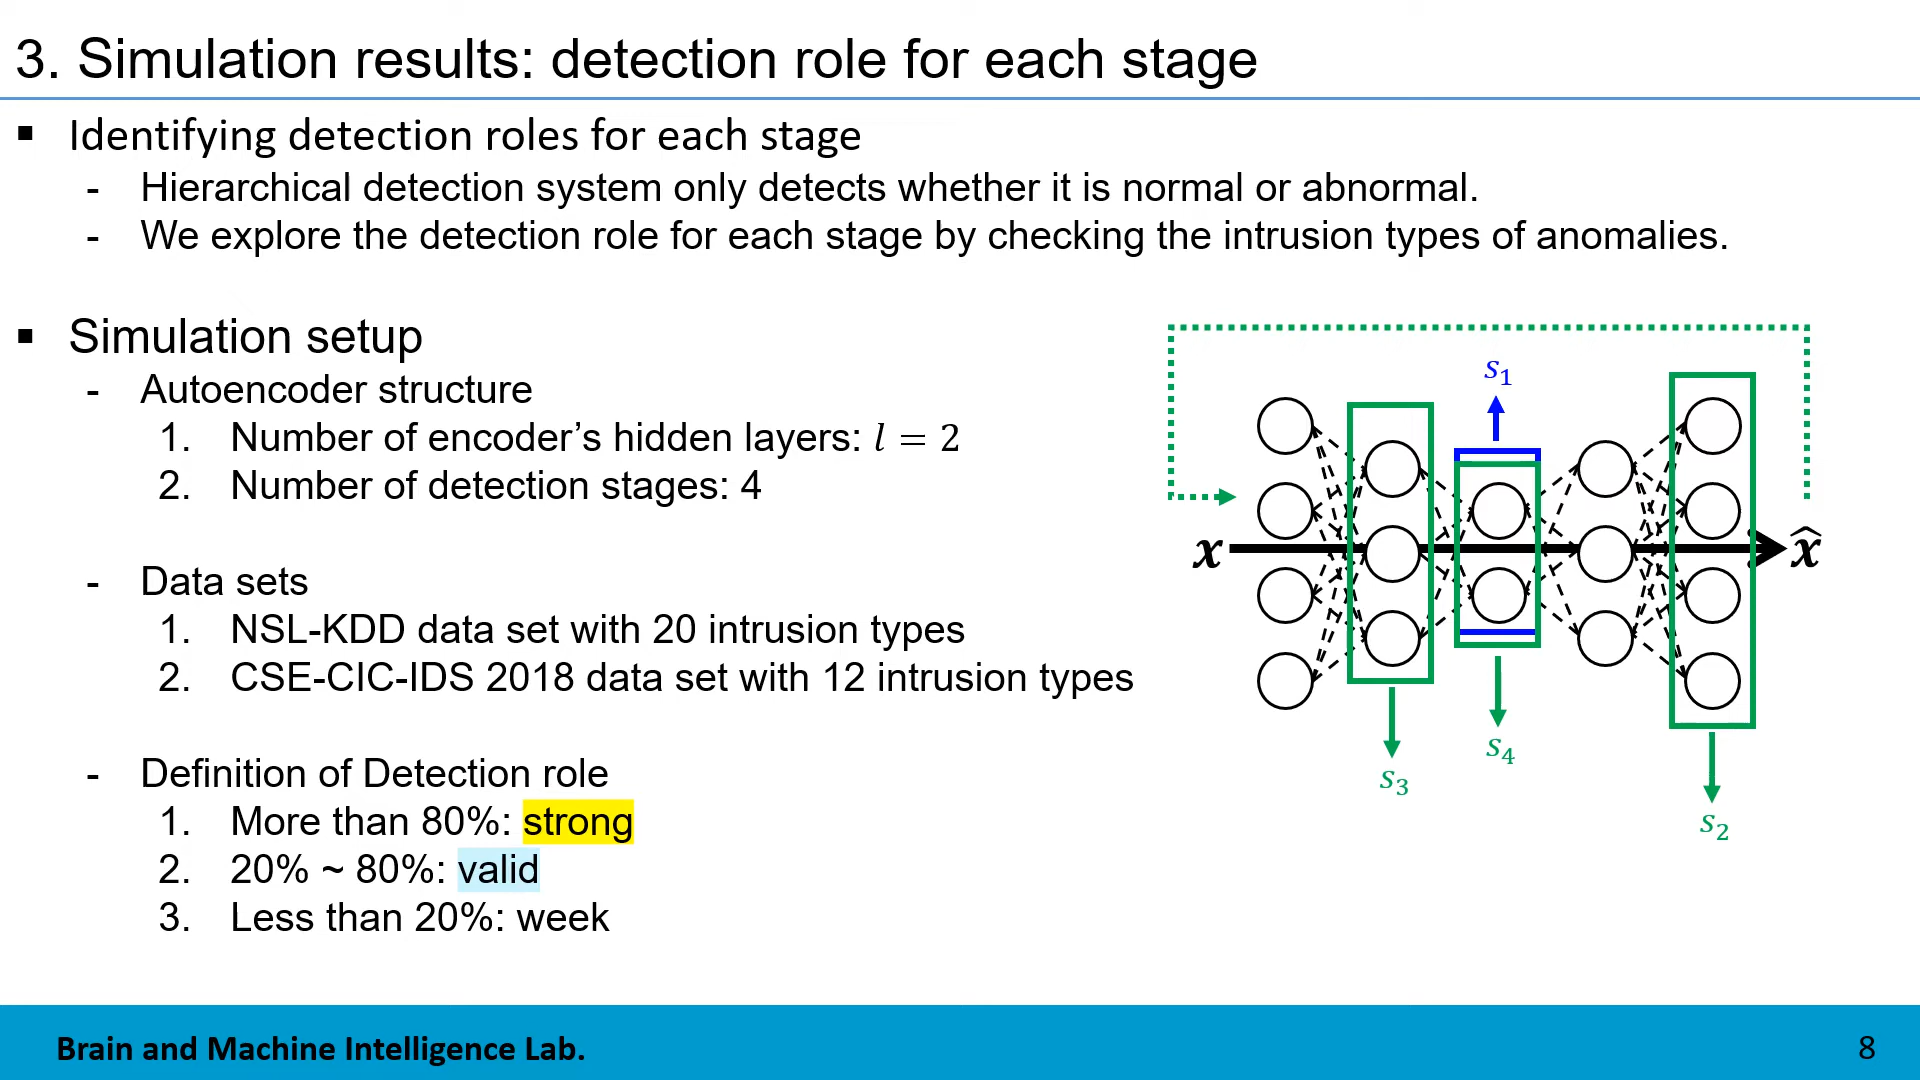 3. Simulation results: detection role for each stage
▪ Identifying detection roles for each stage
- Hierarchical detection system only detects whether it is normal or abnormal.
- We explore the detection role for each stage by checking the intrusion types of anomalies.
▪ Simulation setup
- Autoencoder structure
1. Number of encoder’s hidden layers: l = 2
2. Number of detection stages: 4
- Data sets
1. NSL-KDD data set with 20 intrusion types
2. CSE-CIC-IDS 2018 data set with 12 intrusion types
- Definition of Detection role
1. More than 80%: strong
2. 20% ~ 80%: valid
3. Less than 20%: week
s₁
x
x̂
s₄
s₃
s₂
Brain and Machine Intelligence Lab.
8